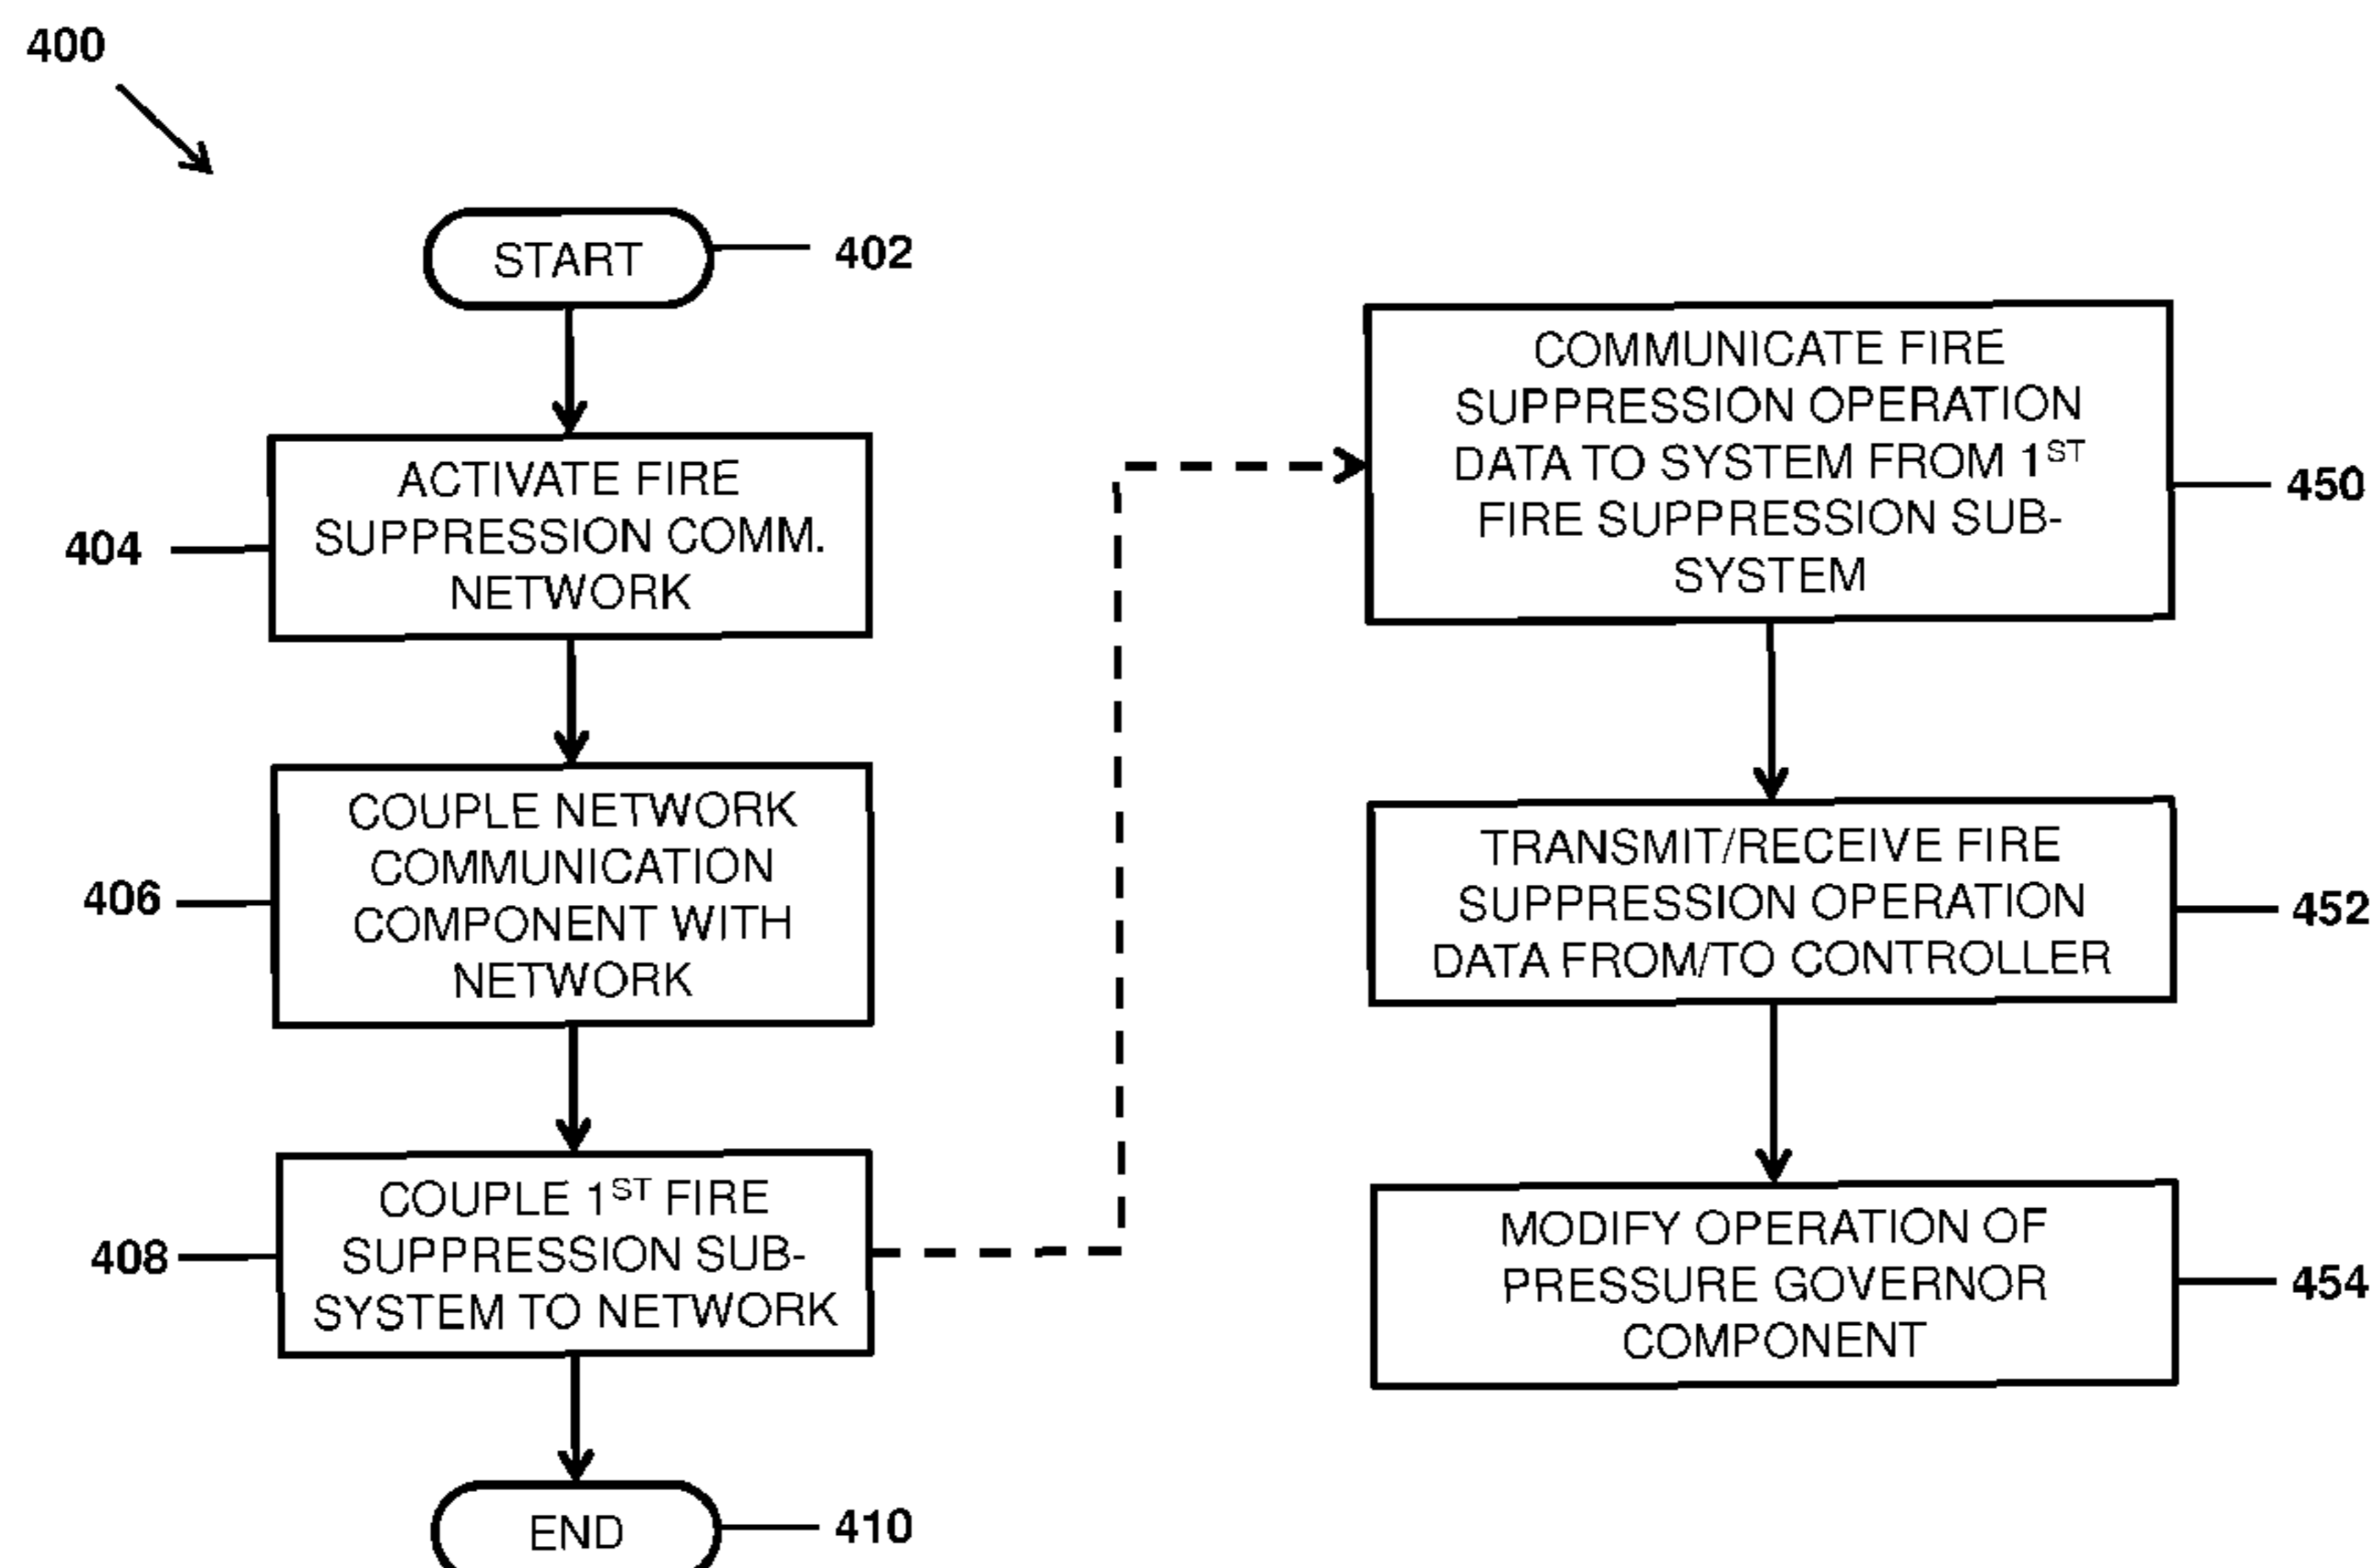 400
START
402
ACTIVATE FIRE
SUPPRESSION COMM.
NETWORK
404
COUPLE NETWORK
COMMUNICATION
COMPONENT WITH
NETWORK
406
COUPLE 1ST FIRE
SUPPRESSION SUB-
SYSTEM TO NETWORK
408
END
410
COMMUNICATE FIRE
SUPPRESSION OPERATION
DATA TO SYSTEM FROM 1ST
FIRE SUPPRESSION SUB-
SYSTEM
450
TRANSMIT/RECEIVE FIRE
SUPPRESSION OPERATION
DATA FROM/TO CONTROLLER
452
MODIFY OPERATION OF
PRESSURE GOVERNOR
COMPONENT
454